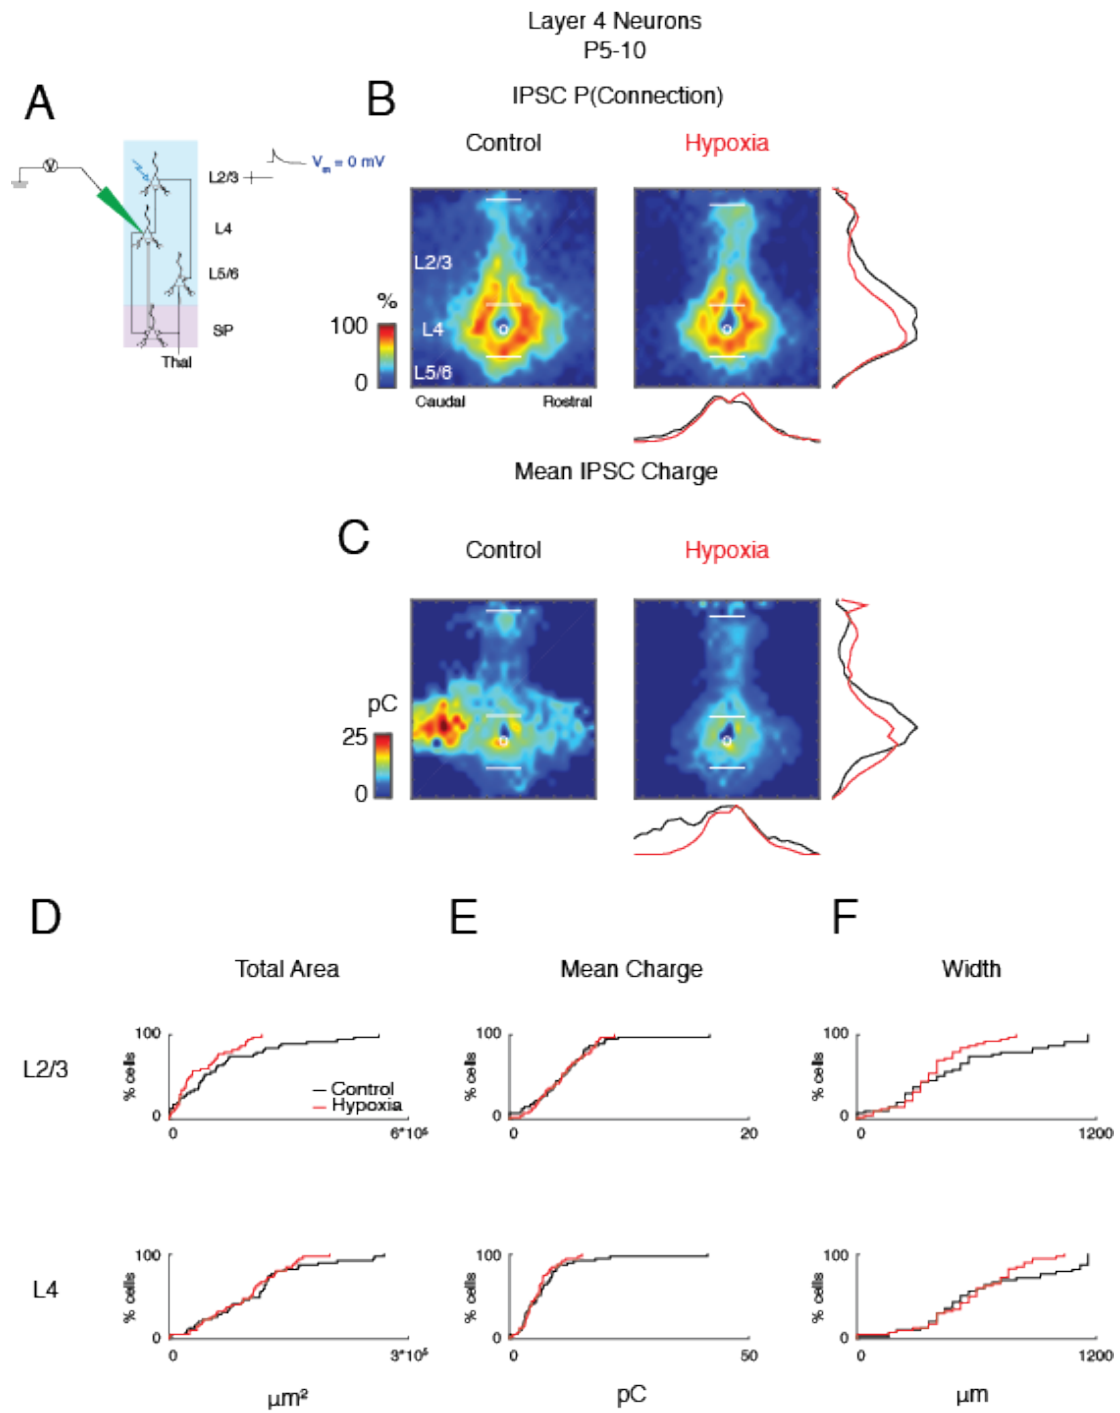 Layer 4 Neurons
P5-10
A
V
L2/3
Vm = 0 mV
L4
L5/6
SP
Thal
B
IPSC P(Connection)
Control
Hypoxia
L2/3
L4
L5/6
%
100
0
Caudal
Rostral
Mean IPSC Charge
C
Control
Hypoxia
pC
25
0
D
E
F
Total Area
Mean Charge
Width
L2/3
% cells
100
0
Control
Hypoxia
0
6*10⁵
% cells
100
0
0
20
% cells
100
0
0
1200
L4
% cells
100
0
0
3*10⁵
% cells
100
0
0
50
% cells
100
0
0
1200
µm²
pC
µm